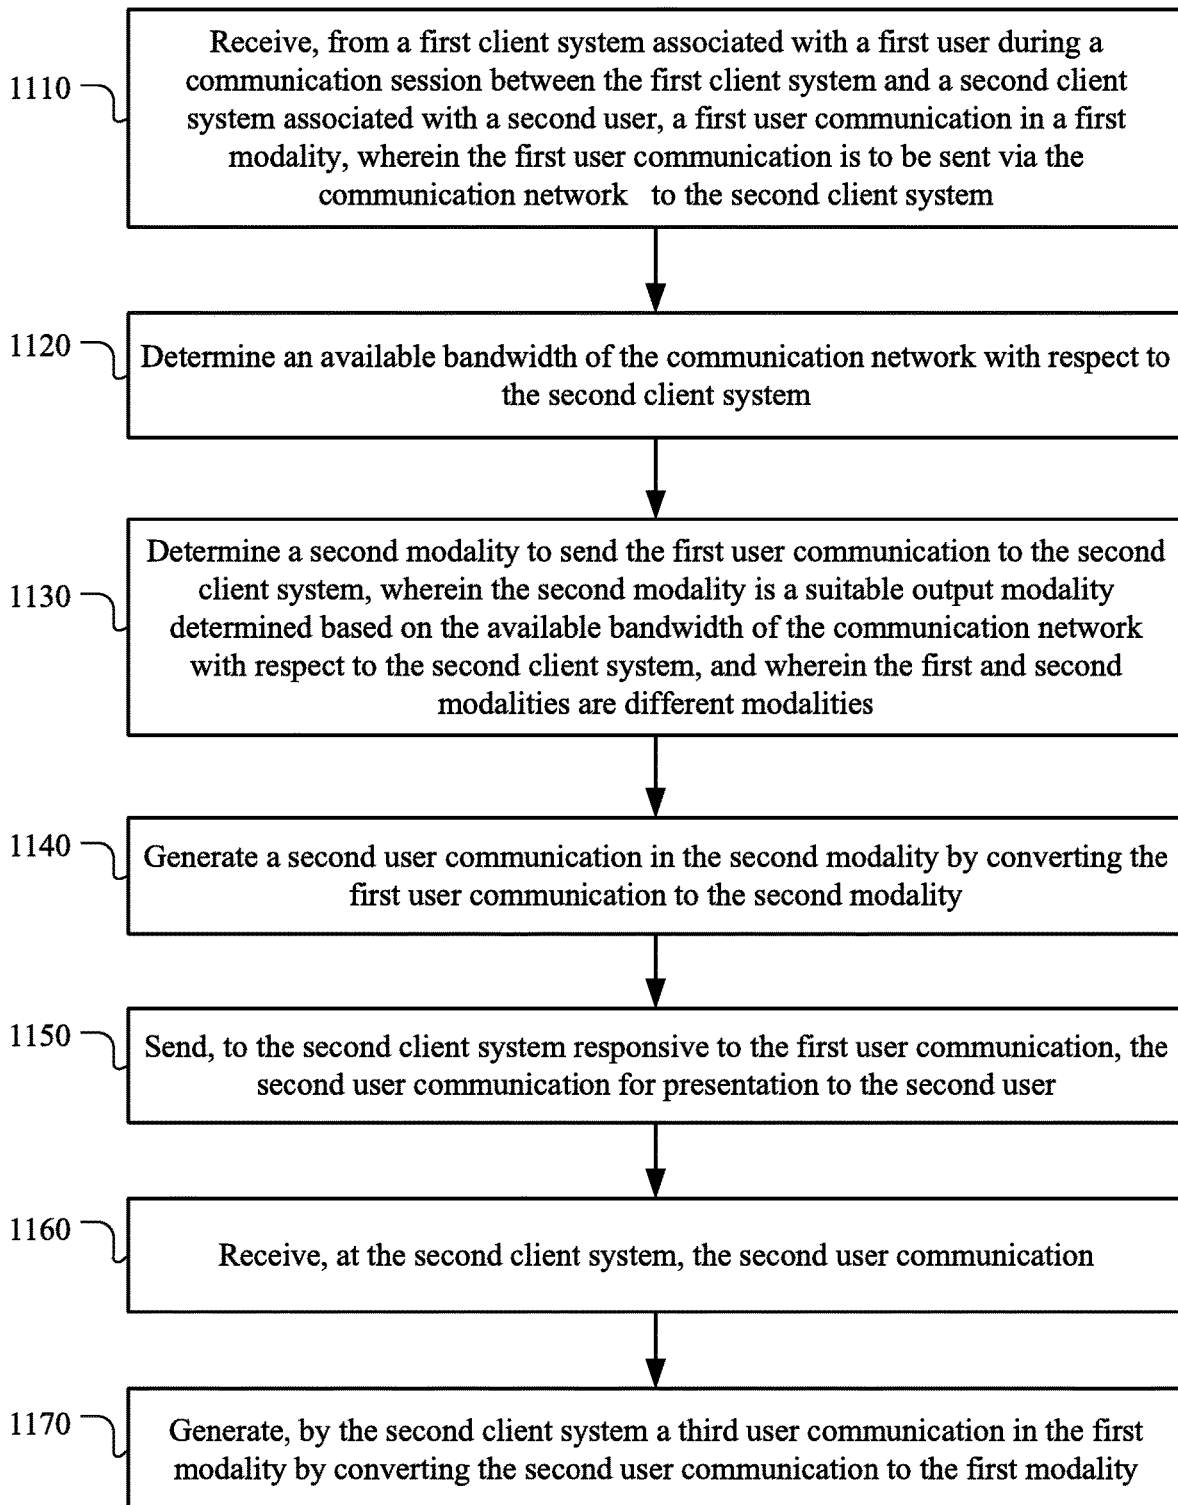 1110
Receive, from a first client system associated with a first user during a
communication session between the first client system and a second client
system associated with a second user, a first user communication in a first
modality, wherein the first user communication is to be sent via the
communication network to the second client system
1120
Determine an available bandwidth of the communication network with respect to
the second client system
1130
Determine a second modality to send the first user communication to the second
client system, wherein the second modality is a suitable output modality
determined based on the available bandwidth of the communication network
with respect to the second client system, and wherein the first and second
modalities are different modalities
1140
Generate a second user communication in the second modality by converting the
first user communication to the second modality
1150
Send, to the second client system responsive to the first user communication, the
second user communication for presentation to the second user
1160
Receive, at the second client system, the second user communication
1170
Generate, by the second client system a third user communication in the first
modality by converting the second user communication to the first modality